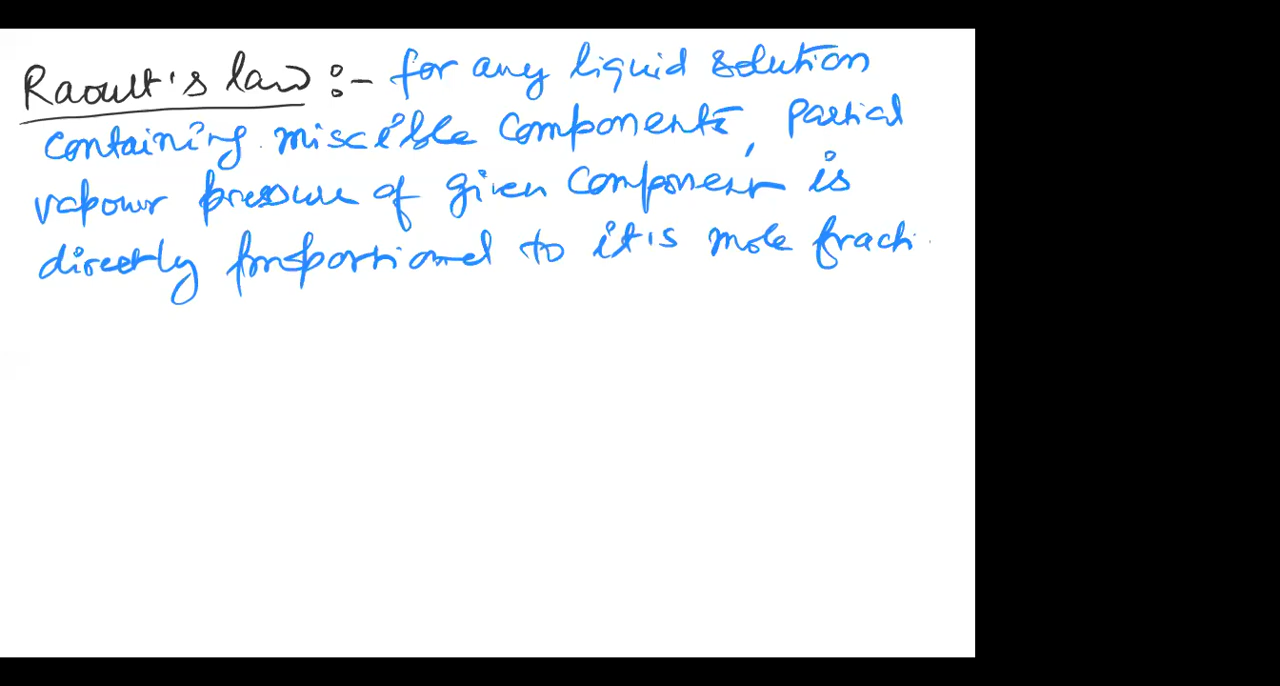 Raoult's law :- for any liquid solution
containing miscible components, partial
vapour pressure of given component is
directly proportional to it's mole fracti